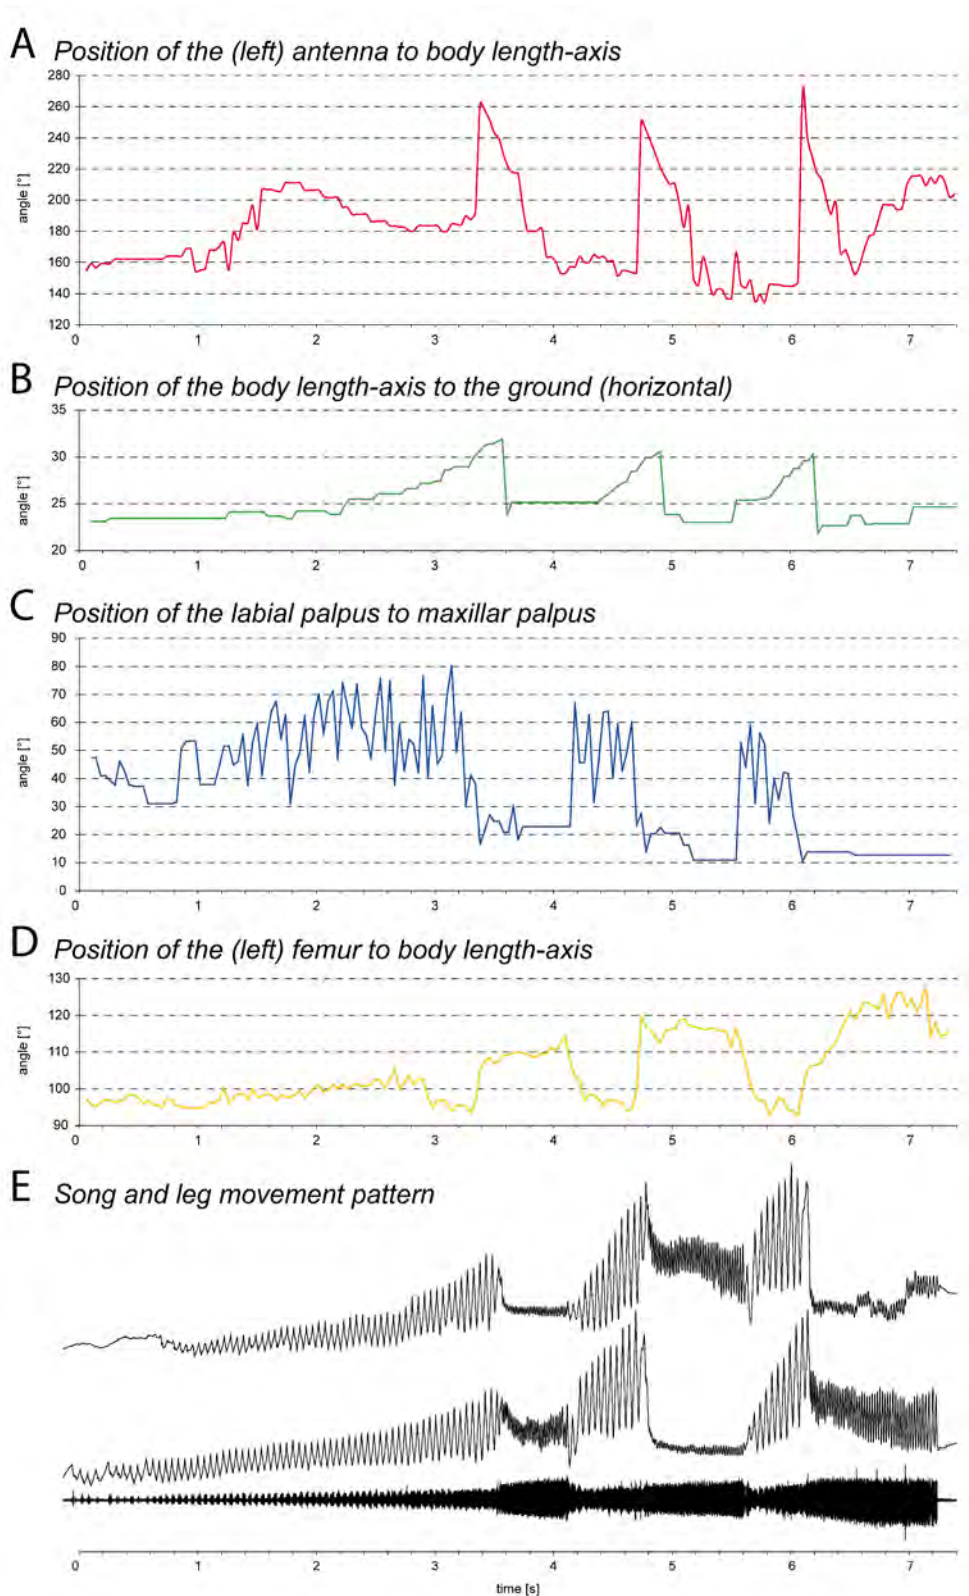 A Position of the (left) antenna to body length-axis
280
260
240
220
200
180
160
140
120
angle [°]
0 1 2 3 4 5 6 7
B Position of the body length-axis to the ground (horizontal)
35
30
25
20
angle [°]
0 1 2 3 4 5 6 7
C Position of the labial palpus to maxillar palpus
90
80
70
60
50
40
30
20
10
0
angle [°]
0 1 2 3 4 5 6 7
D Position of the (left) femur to body length-axis
130
120
110
100
90
angle [°]
0 1 2 3 4 5 6 7
E Song and leg movement pattern
0 1 2 3 4 5 6 7
time [s]